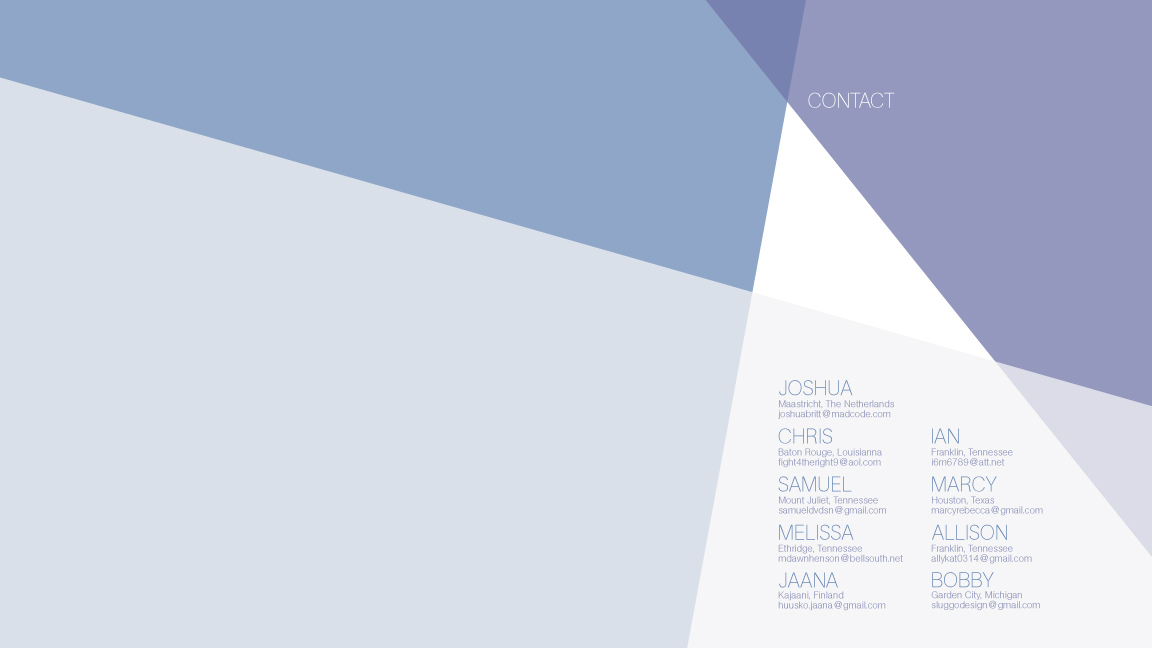 CONTACT
JOSHUA
Maastricht, The Netherlands
joshuabritt@madcode.com
CHRIS
Baton Rouge, Louisianna
fight4theright9@aol.com
SAMUEL
Mount Juliet, Tennessee
samueldvdsn@gmail.com
MELISSA
Ethridge, Tennessee
mdawnhenson@bellsouth.net
JAANA
Kajaani, Finland
huusko.jaana@gmail.com
IAN
Franklin, Tennessee
i6m6789@att.net
MARCY
Houston, Texas
marcyrebecca@gmail.com
ALLISON
Franklin, Tennessee
allykat0314@gmail.com
BOBBY
Garden City, Michigan
sluggodesign@gmail.com